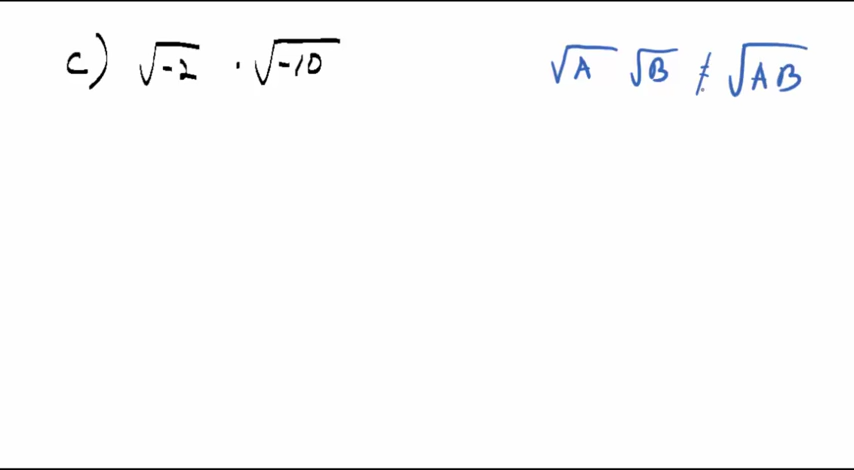 c) √-2 · √-10 √A √B ≠ √AB